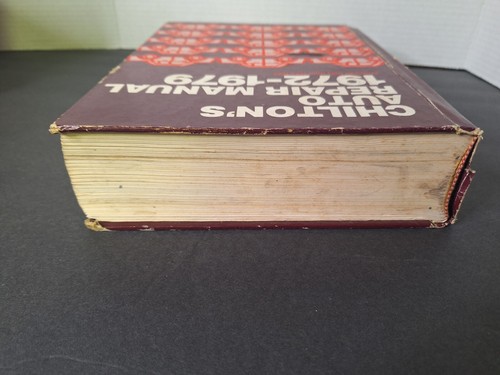 CHILTON'S
AUTO
REPAIR MANUAL
1972-1979